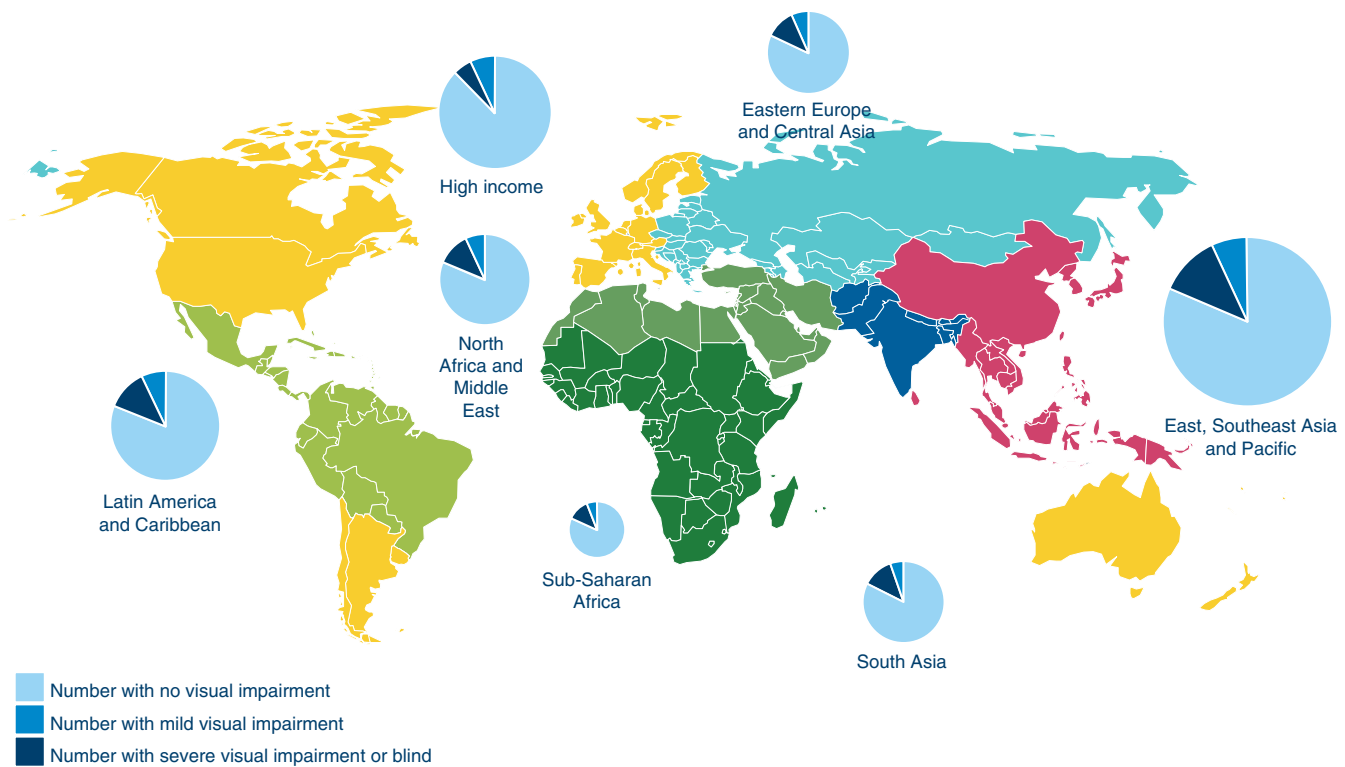 Eastern Europe
and Central Asia
High income
North
Africa and
Middle
East
East, Southeast Asia
and Pacific
Latin America
and Caribbean
Sub-Saharan
Africa
South Asia
Number with no visual impairment
Number with mild visual impairment
Number with severe visual impairment or blind